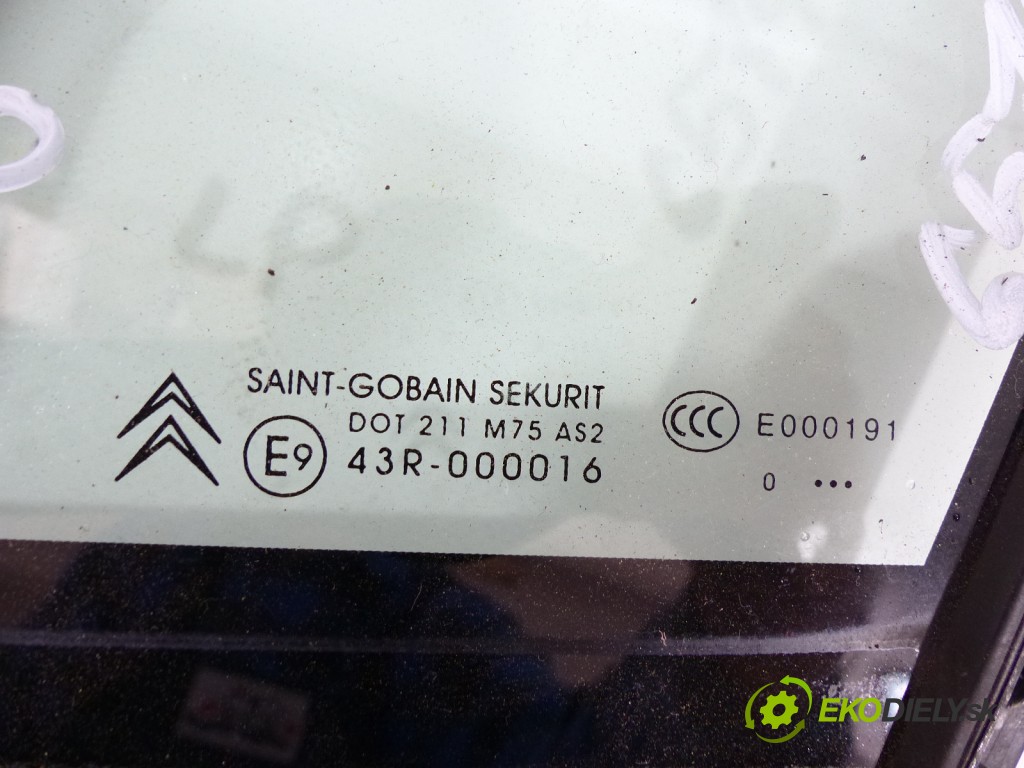 SAINT-GOBAIN SEKURIT
DOT 211 M75 AS2
E9 43R-000016
CCC E000191
0 ...
EKODIELY.sk